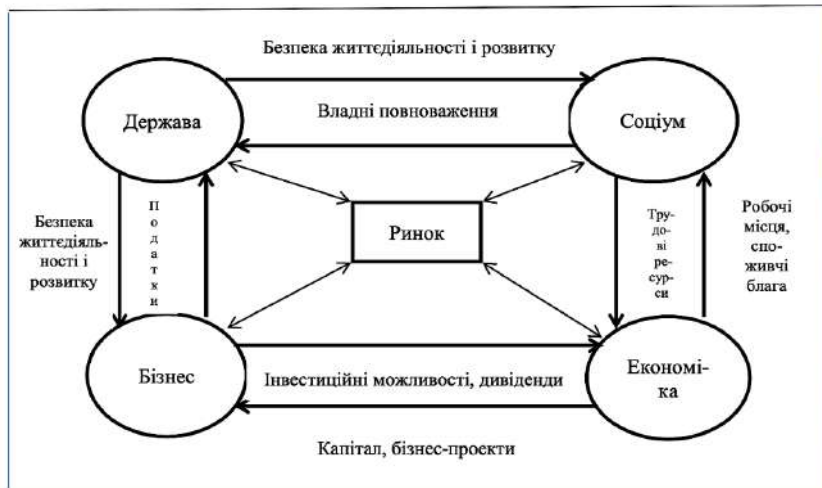 Безпека життєдіяльності і розвитку
Держава
Владні повноваження
Соціум
Безпека
життєдіяль-
ності і
розвитку
П
о
д
а
т
к
и
Ринок
Тру-
до-
ві
ре-
сур-
си
Робочі
місця,
спо-
живчі
блага
Бізнес
Інвестиційні можливості, дивіденди
Економі-
ка
Капітал, бізнес-проекти